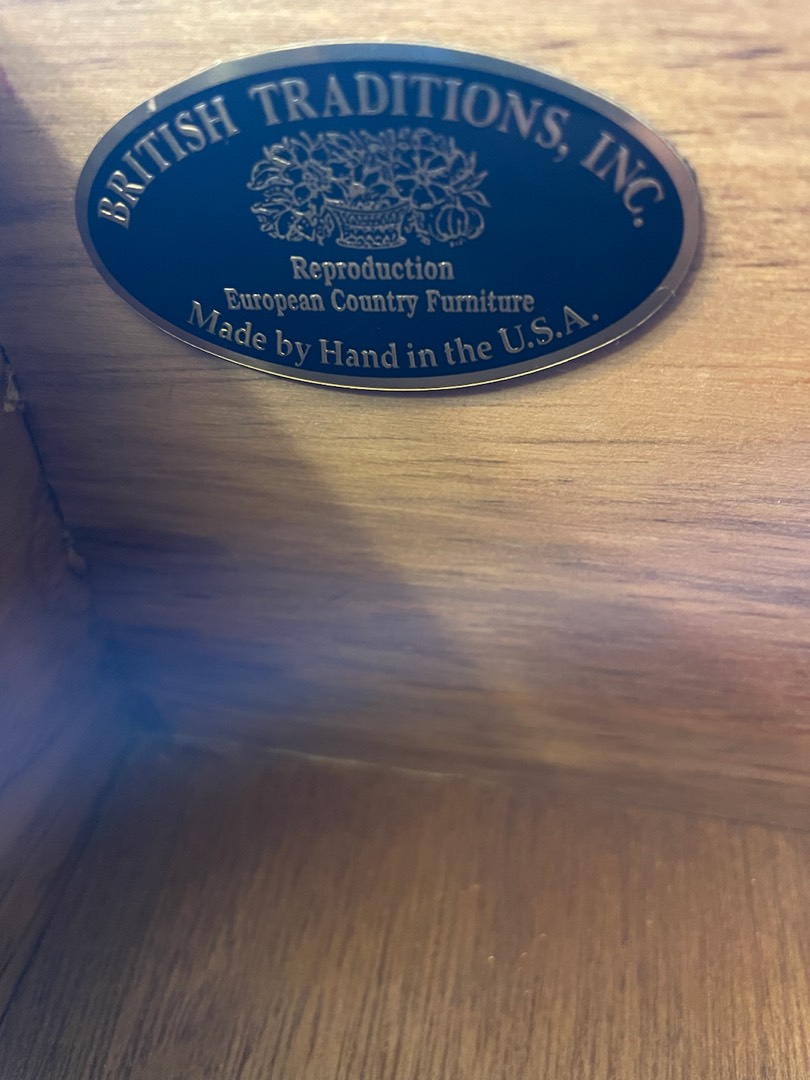 BRITISH TRADITIONS, INC.
Reproduction
European Country Furniture
Made by Hand in the U.S.A.